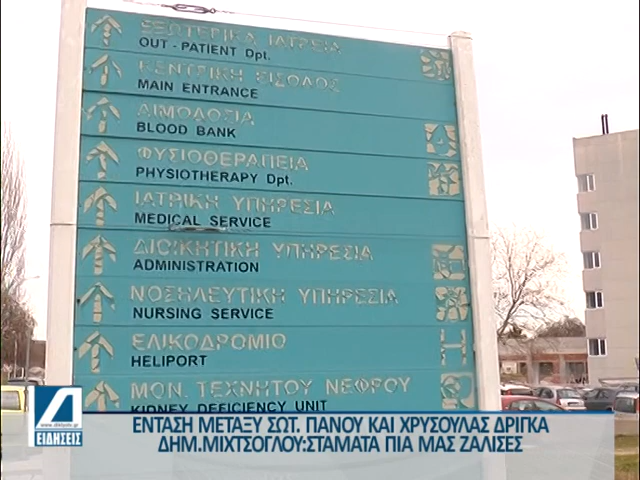 ΕΞΩΤΕΡΙΚΑ ΙΑΤΡΕΙΑ
OUT - PATIENT Dpt.
ΚΕΝΤΡΙΚΗ ΕΙΣΟΔΟΣ
MAIN ENTRANCE
ΑΙΜΟΔΟΣΙΑ
BLOOD BANK
ΦΥΣΙΟΘΕΡΑΠΕΙΑ
PHYSIOTHERAPY Dpt.
ΙΑΤΡΙΚΗ ΥΠΗΡΕΣΙΑ
MEDICAL SERVICE
ΔΙΟΙΚΗΤΙΚΗ ΥΠΗΡΕΣΙΑ
ADMINISTRATION
ΝΟΣΗΛΕΥΤΙΚΗ ΥΠΗΡΕΣΙΑ
NURSING SERVICE
ΕΛΙΚΟΔΡΟΜΙΟ
HELIPORT
ΜΟΝ. ΤΕΧΝΗΤΟΥ ΝΕΦΡΟΥ
KIDNEY DEFICIENCY UNIT
ΕΙΔΗΣΕΙΣ
ΕΝΤΑΣΗ ΜΕΤΑΞΥ ΣΩΤ. ΠΑΝΟΥ ΚΑΙ ΧΡΥΣΟΥΛΑΣ ΔΡΙΓΚΑ
ΔΗΜ.ΜΙΧΤΣΟΓΛΟΥ:ΣΤΑΜΑΤΑ ΠΙΑ ΜΑΣ ΖΑΛΙΣΕΣ